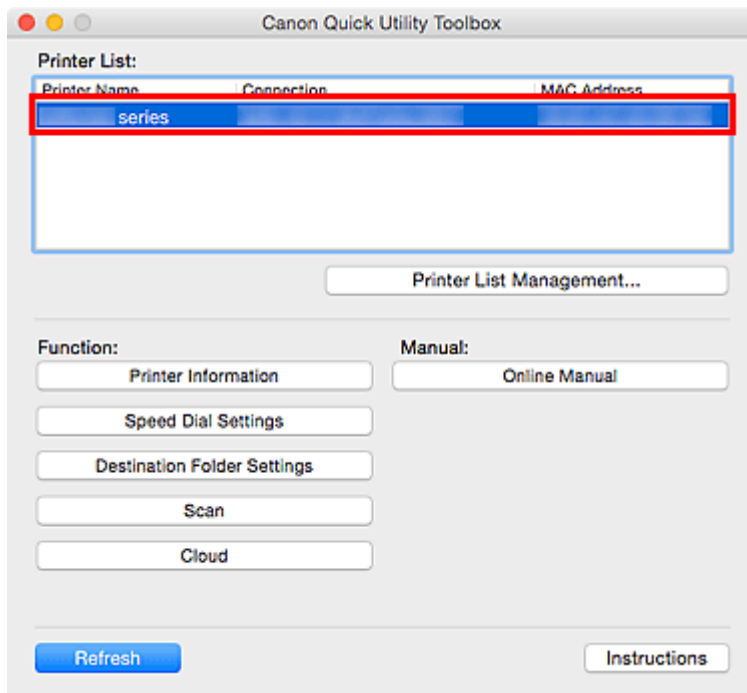 Canon Quick Utility Toolbox
Printer List:
Printer Name Connection MAC Address
series
Printer List Management...
Function: Manual:
Printer Information Online Manual
Speed Dial Settings
Destination Folder Settings
Scan
Cloud
Refresh Instructions